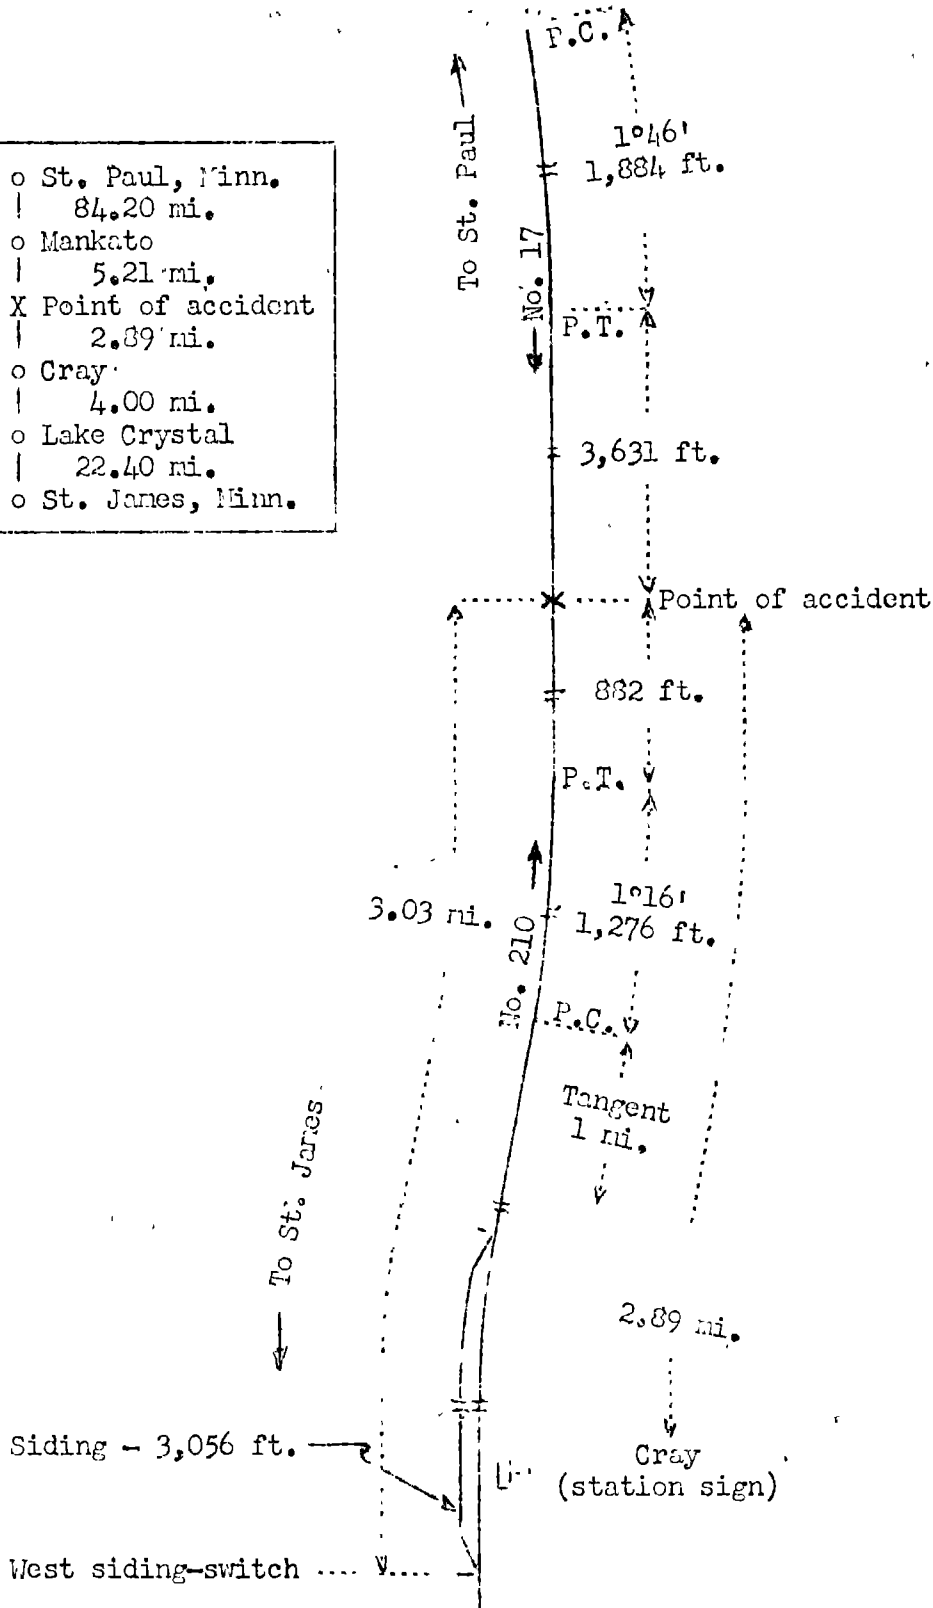 P.C.
To St. Paul
1°46'
1,884 ft.
o St. Paul, Minn.
84.20 mi.
o Mankato
5.21 mi.
X Point of accident
2.89 mi.
o Cray
4.00 mi.
o Lake Crystal
22.40 mi.
o St. James, Minn.
No. 17
P.T.
3,631 ft.
Point of accident
882 ft.
P.T.
3.03 mi.
1°16'
1,276 ft.
No. 210
P.C.
Tangent
1 mi.
To St. James
2.89 mi.
Siding - 3,056 ft.
Cray
(station sign)
West siding-switch